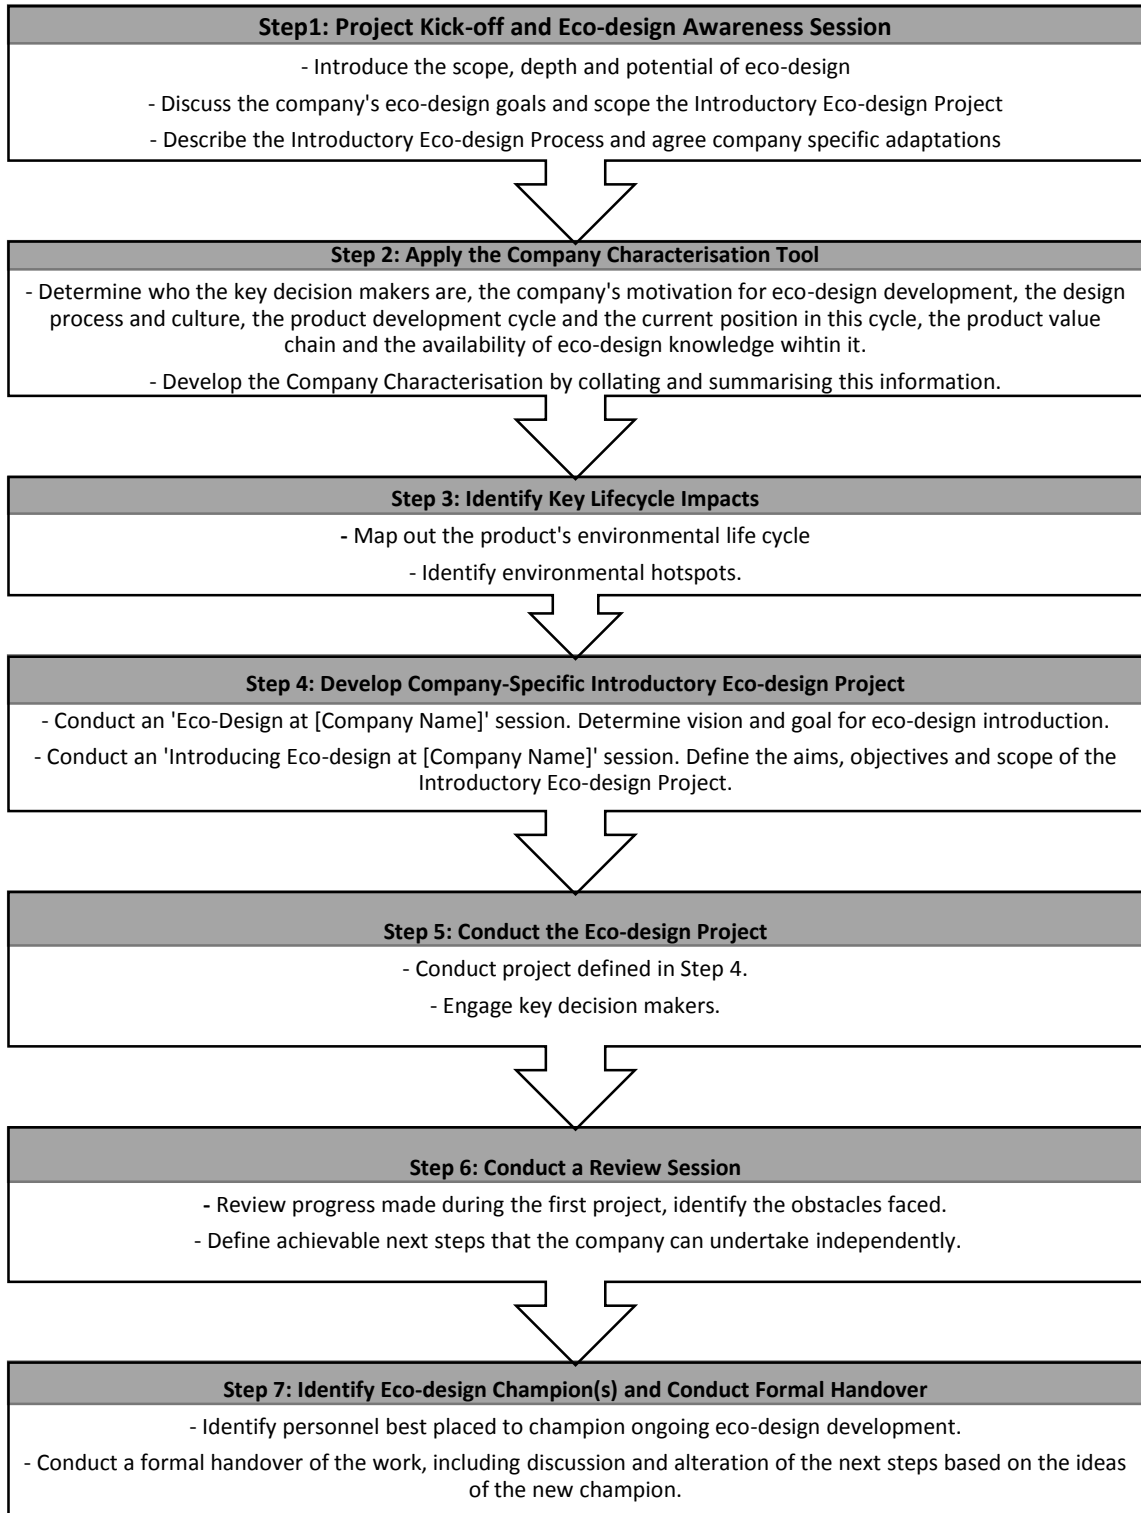 Step1: Project Kick-off and Eco-design Awareness Session
- Introduce the scope, depth and potential of eco-design
- Discuss the company's eco-design goals and scope the Introductory Eco-design Project
- Describe the Introductory Eco-design Process and agree company specific adaptations
Step 2: Apply the Company Characterisation Tool
- Determine who the key decision makers are, the company's motivation for eco-design development, the design
process and culture, the product development cycle and the current position in this cycle, the product value
chain and the availability of eco-design knowledge wihtin it.
- Develop the Company Characterisation by collating and summarising this information.
Step 3: Identify Key Lifecycle Impacts
- Map out the product's environmental life cycle
- Identify environmental hotspots.
Step 4: Develop Company-Specific Introductory Eco-design Project
- Conduct an 'Eco-Design at [Company Name]' session. Determine vision and goal for eco-design introduction.
- Conduct an 'Introducing Eco-design at [Company Name]' session. Define the aims, objectives and scope of the
Introductory Eco-design Project.
Step 5: Conduct the Eco-design Project
- Conduct project defined in Step 4.
- Engage key decision makers.
Step 6: Conduct a Review Session
- Review progress made during the first project, identify the obstacles faced.
- Define achievable next steps that the company can undertake independently.
Step 7: Identify Eco-design Champion(s) and Conduct Formal Handover
- Identify personnel best placed to champion ongoing eco-design development.
- Conduct a formal handover of the work, including discussion and alteration of the next steps based on the ideas
of the new champion.